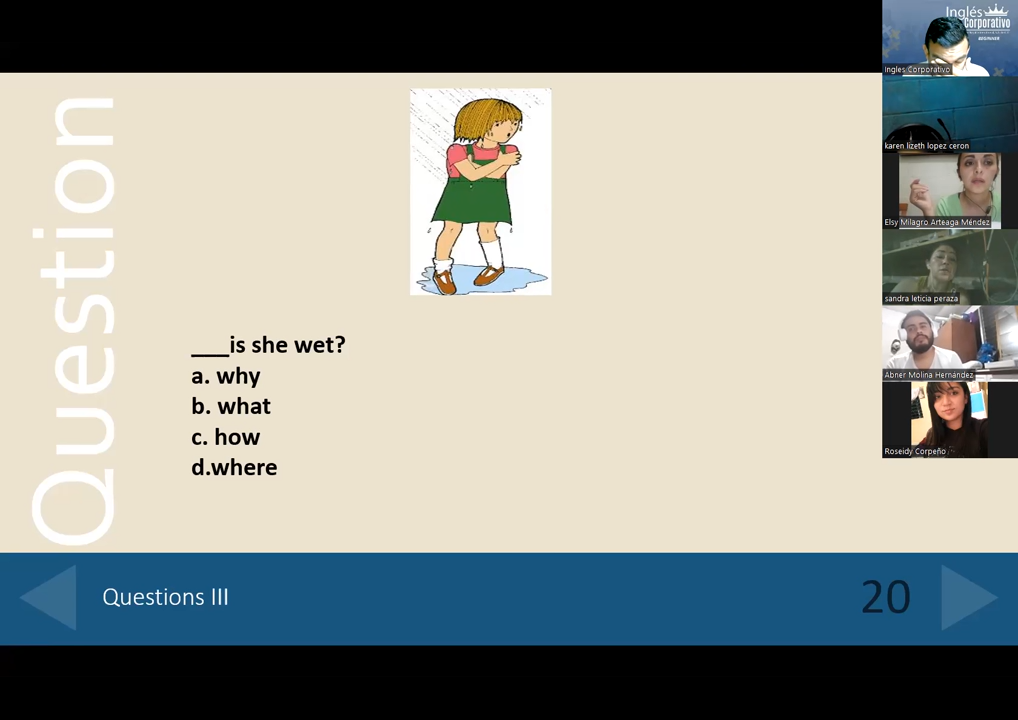 Question
___is she wet?
a. why
b. what
c. how
d.where
Questions III
20
Inglés
Corporativo
BEGINNER
Ingles Corporativo
karen lizeth lopez ceron
Elsy Milagro Arteaga Méndez
sandra leticia peraza
Abner Molina Hernández
Roseidy Corpeño